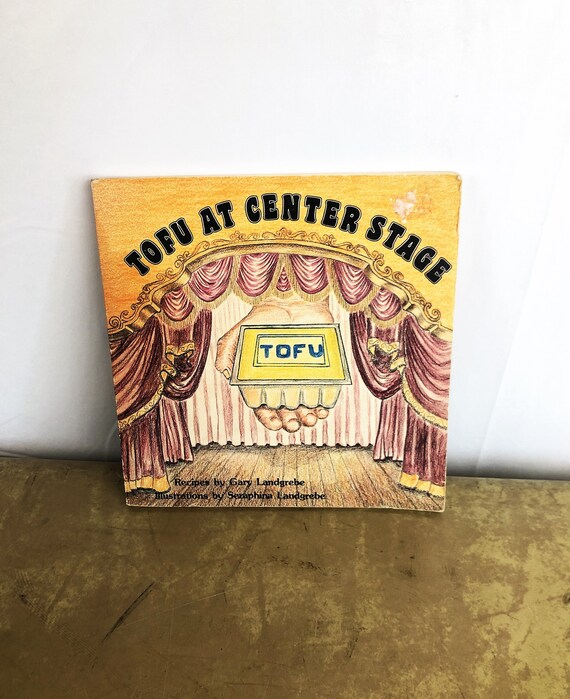 TOFU AT CENTER STAGE
TOFU
Recipes by Gary Landgrebe
Illustrations by Seraphina Landgrebe